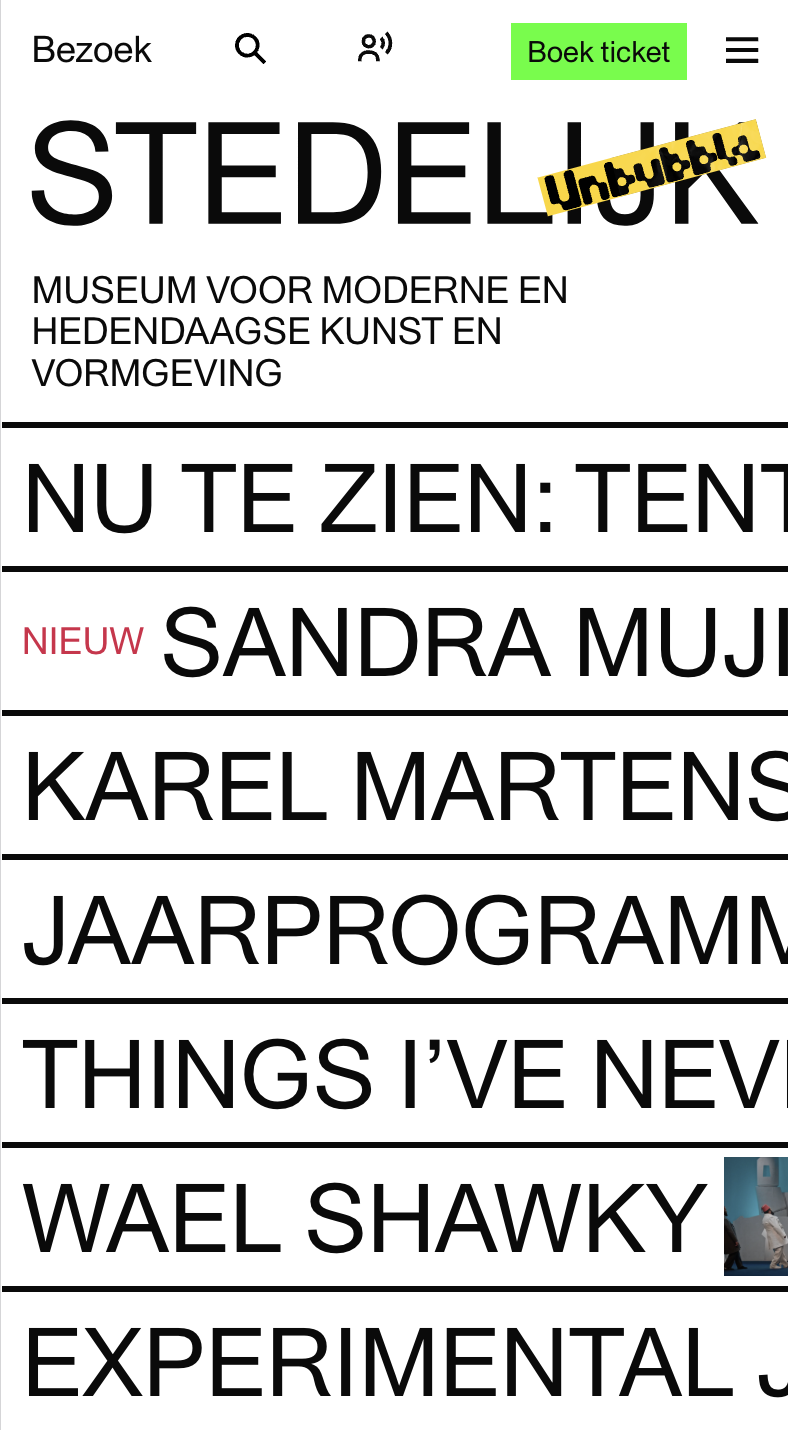 Bezoek
Boek ticket
STEDELIJK
Unbubbld
MUSEUM VOOR MODERNE EN
HEDENDAAGSE KUNST EN
VORMGEVING
NU TE ZIEN: TENT
NIEUW SANDRA MUJI
KAREL MARTENS
JAARPROGRAMM
THINGS I’VE NEV
WAEL SHAWKY
EXPERIMENTAL J